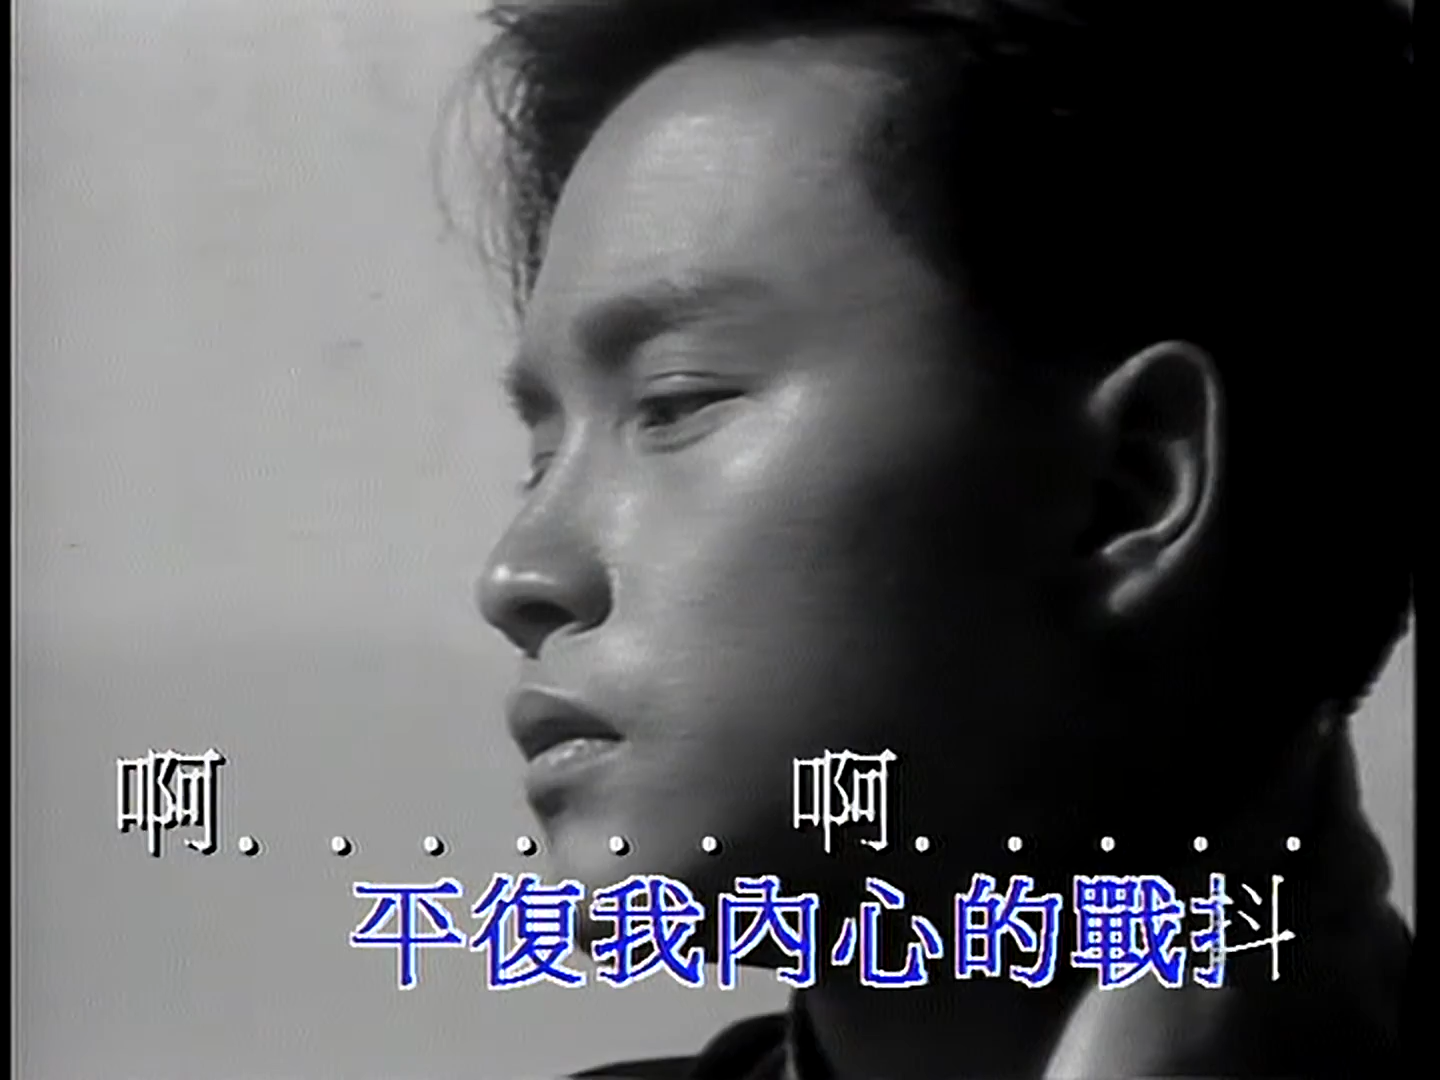 啊. . . . . . 啊. . . . .
平復我內心的戰抖